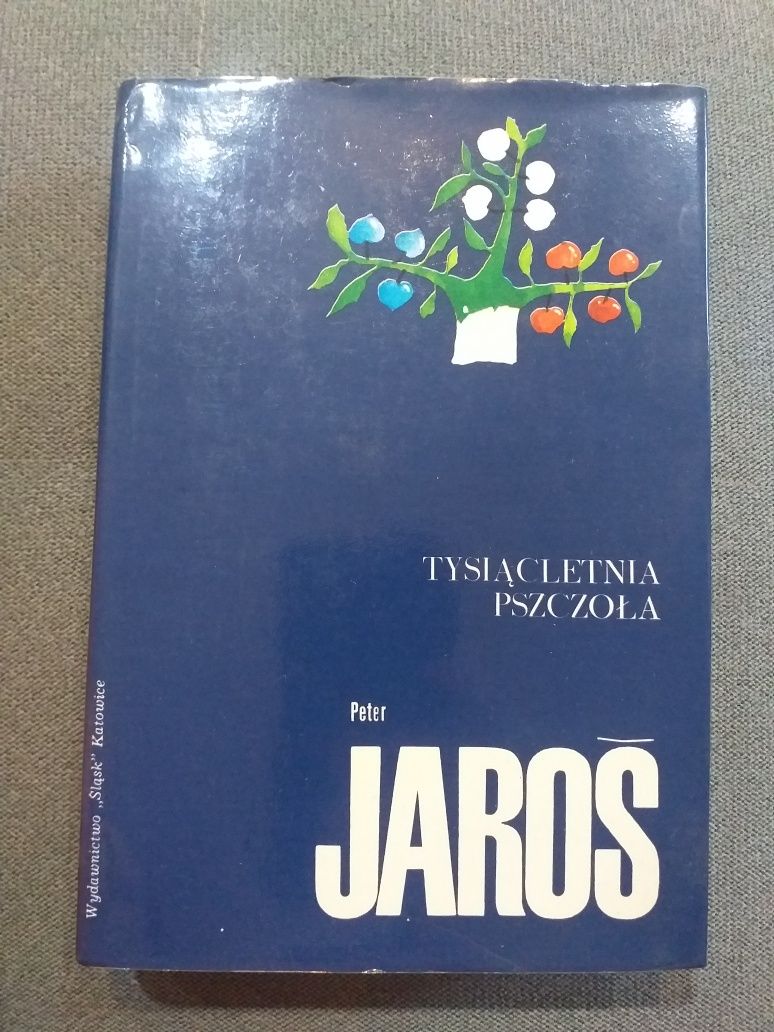 TYSIĄCLETNIA
PSZCZOŁA
Peter
JAROŠ
Wydawnictwo „Śląsk” Katowice